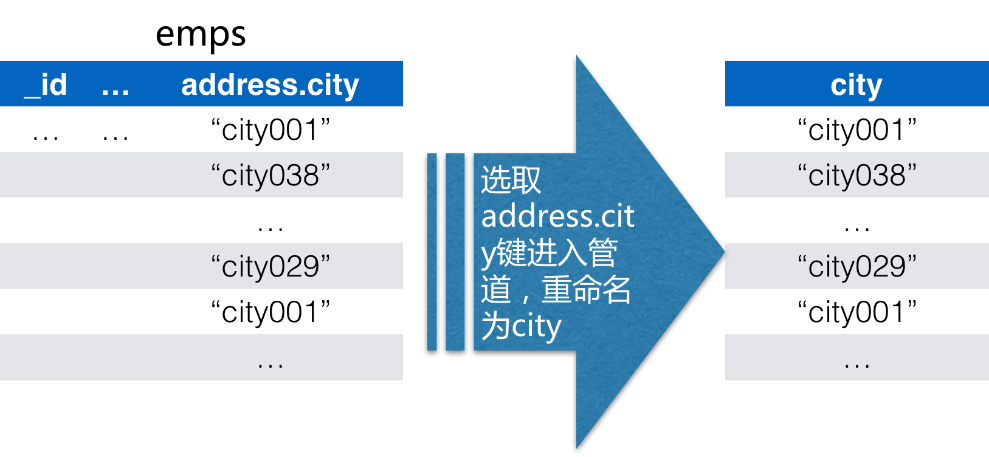 emps
_id … address.city
… … “city001”
“city038”
…
“city029”
“city001”
…
选取
address.cit
y键进入管
道，重命名
为city
city
“city001”
“city038”
…
“city029”
“city001”
…